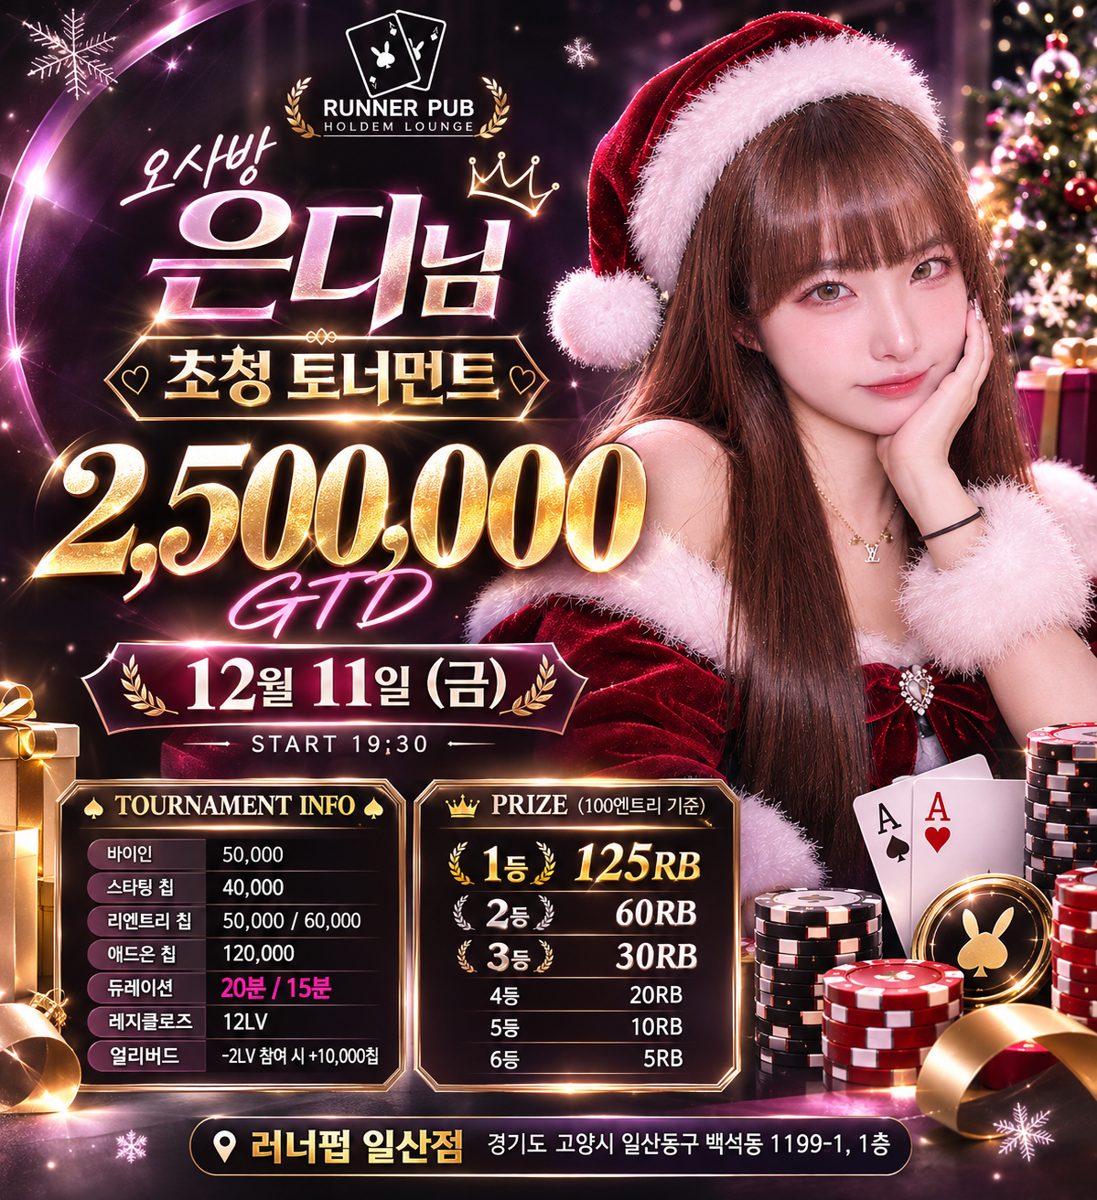 RUNNER PUB
HOLDEM LOUNGE
오사방
은디님
초청 토너먼트
2,500,000
GTD
12월 11일 (금)
START 19:30
TOURNAMENT INFO
바이인 50,000
스타팅 칩 40,000
리엔트리 칩 50,000 / 60,000
애드온 칩 120,000
듀레이션 20분 / 15분
레지클로즈 12LV
얼리버드 -2LV 참여 시 +10,000칩
PRIZE (100엔트리 기준)
1등 125RB
2등 60RB
3등 30RB
4등 20RB
5등 10RB
6등 5RB
A A
러너펍 일산점 경기도 고양시 일산동구 백석동 1199-1, 1층